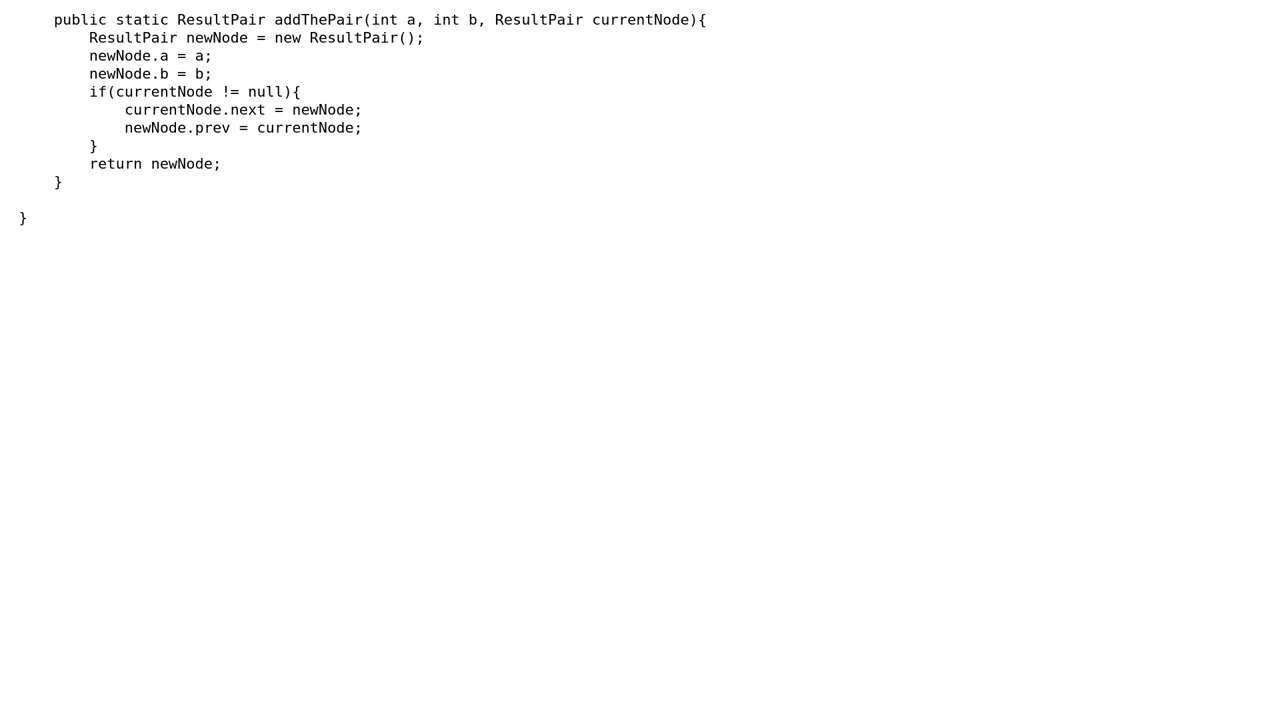 public static ResultPair addThePair(int a, int b, ResultPair currentNode){
        ResultPair newNode = new ResultPair();
        newNode.a = a;
        newNode.b = b;
        if(currentNode != null){
            currentNode.next = newNode;
            newNode.prev = currentNode;
        }
        return newNode;
    }

}